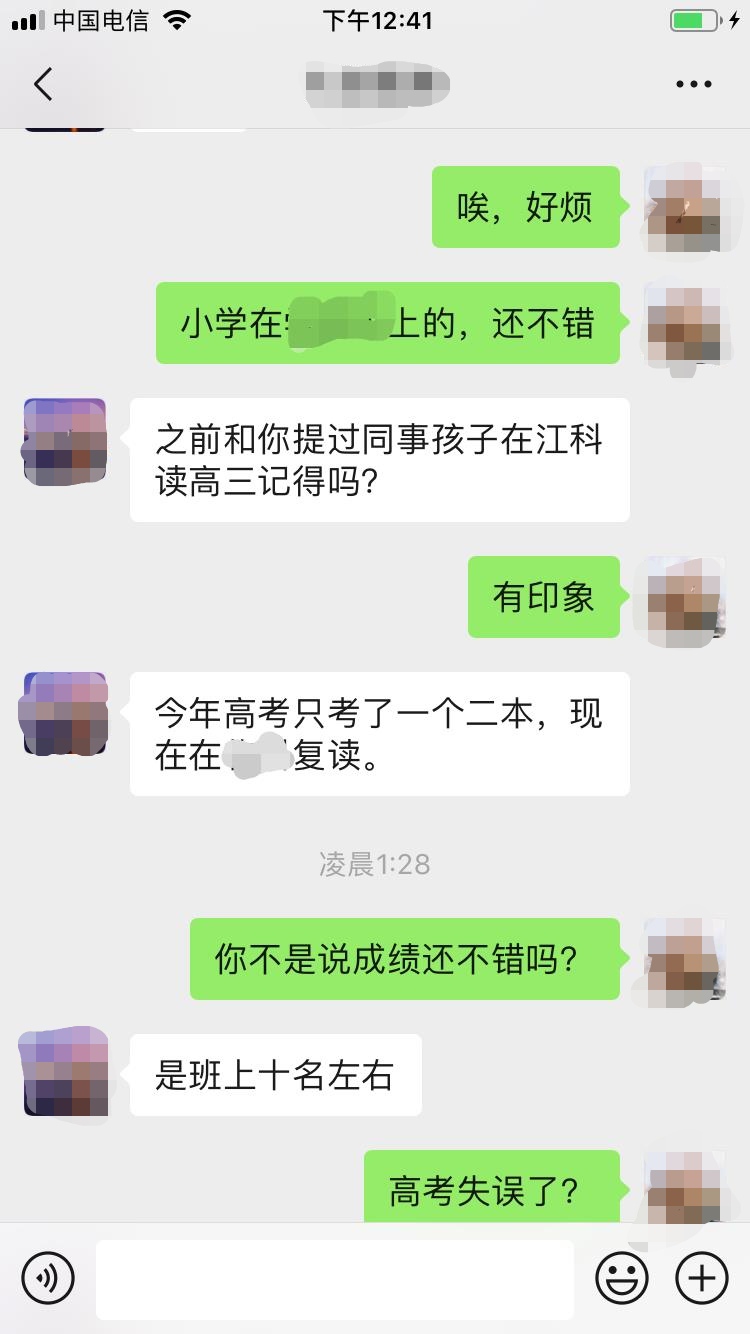 中国电信
下午12:41
唉，好烦
小学在 上的，还不错
之前和你提过同事孩子在江科
读高三记得吗？
有印象
今年高考只考了一个二本，现
在在 复读。
凌晨1:28
你不是说成绩还不错吗？
是班上十名左右
高考失误了？